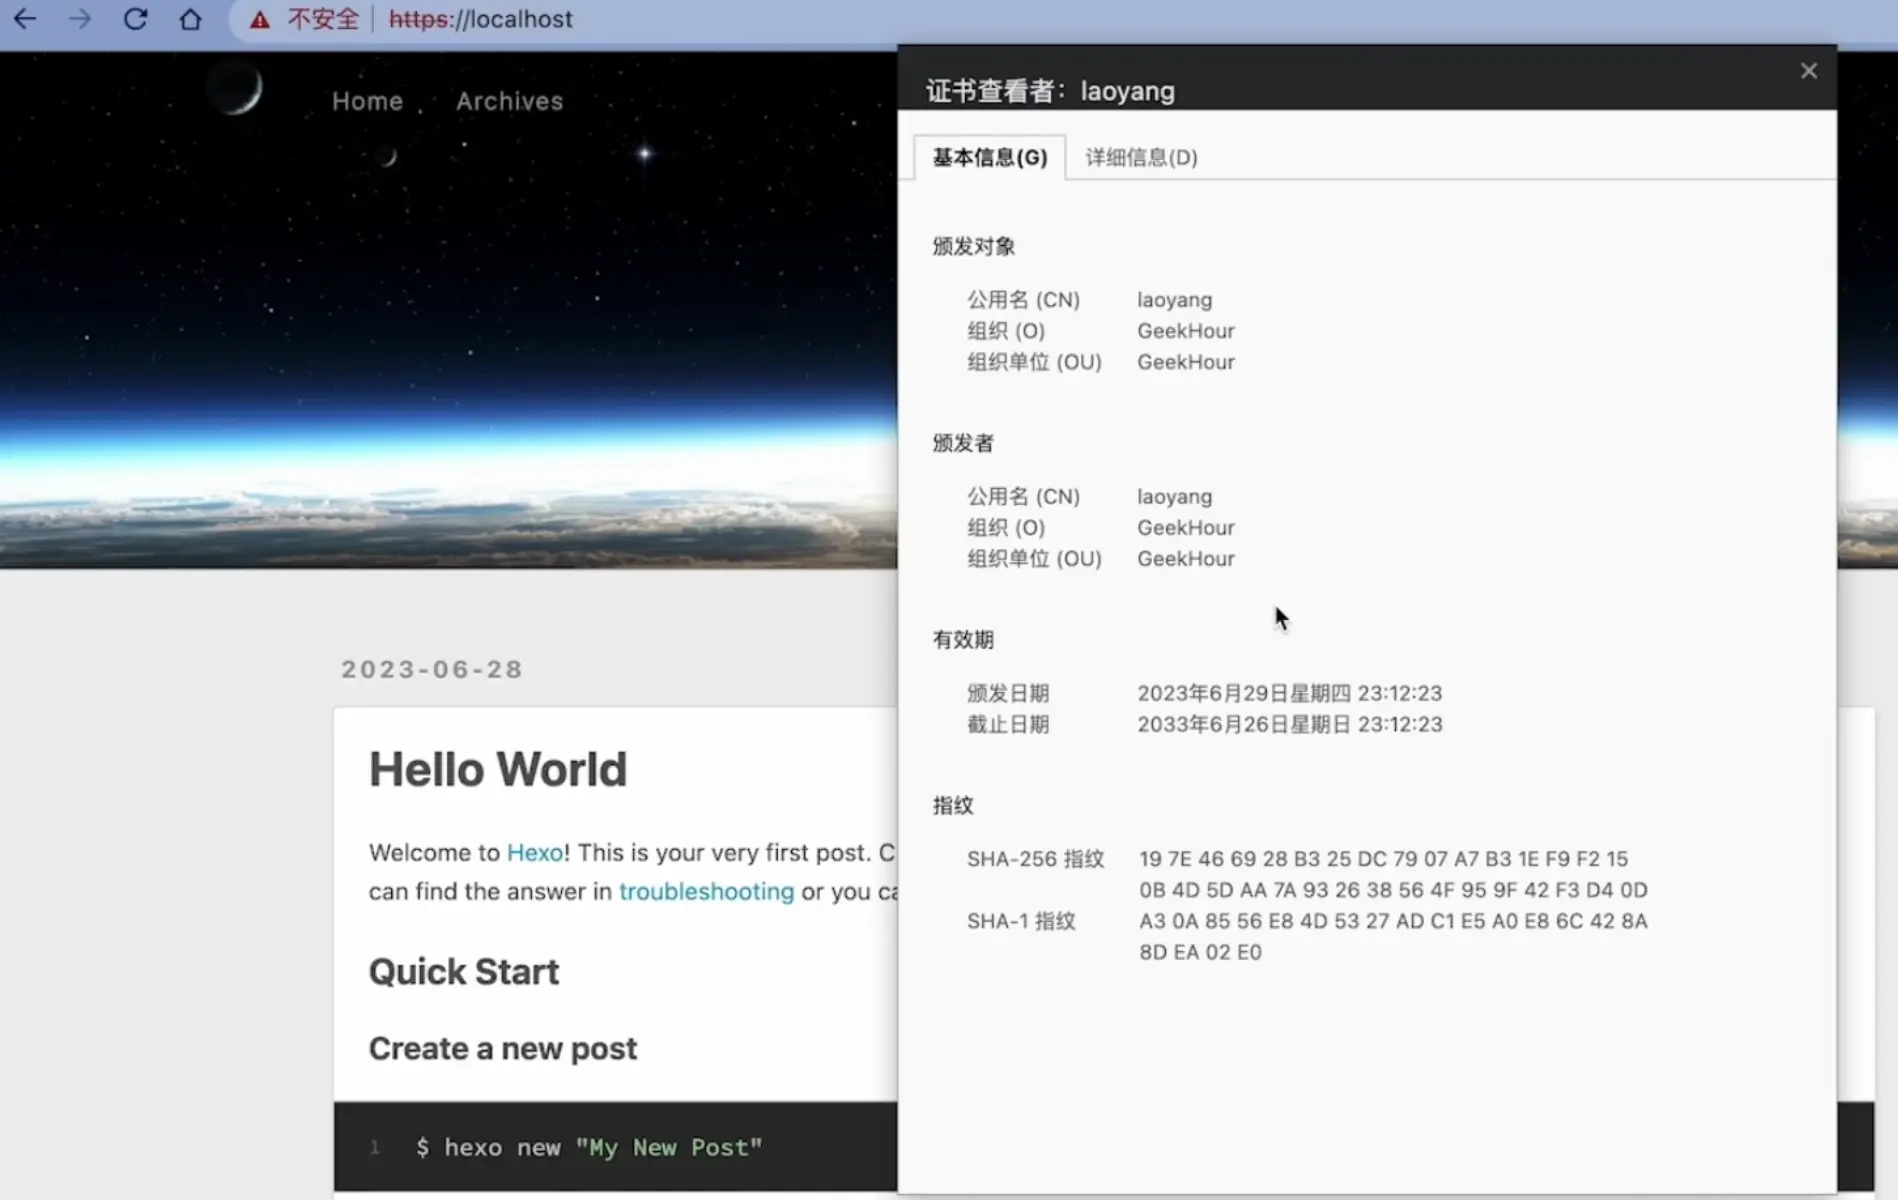 不安全 https://localhost
Home Archives
2023-06-28
Hello World
Welcome to Hexo! This is your very first post. C
can find the answer in troubleshooting or you ca
Quick Start
Create a new post
1 $ hexo new "My New Post"
证书查看者：laoyang
基本信息(G) 详细信息(D)
颁发对象
公用名 (CN) laoyang
组织 (O) GeekHour
组织单位 (OU) GeekHour
颁发者
公用名 (CN) laoyang
组织 (O) GeekHour
组织单位 (OU) GeekHour
有效期
颁发日期 2023年6月29日星期四 23:12:23
截止日期 2033年6月26日星期日 23:12:23
指纹
SHA-256 指纹 19 7E 46 69 28 B3 25 DC 79 07 A7 B3 1E F9 F2 15
0B 4D 5D AA 7A 93 26 38 56 4F 95 9F 42 F3 D4 0D
SHA-1 指纹 A3 0A 85 56 E8 4D 53 27 AD C1 E5 A0 E8 6C 42 8A
8D EA 02 E0